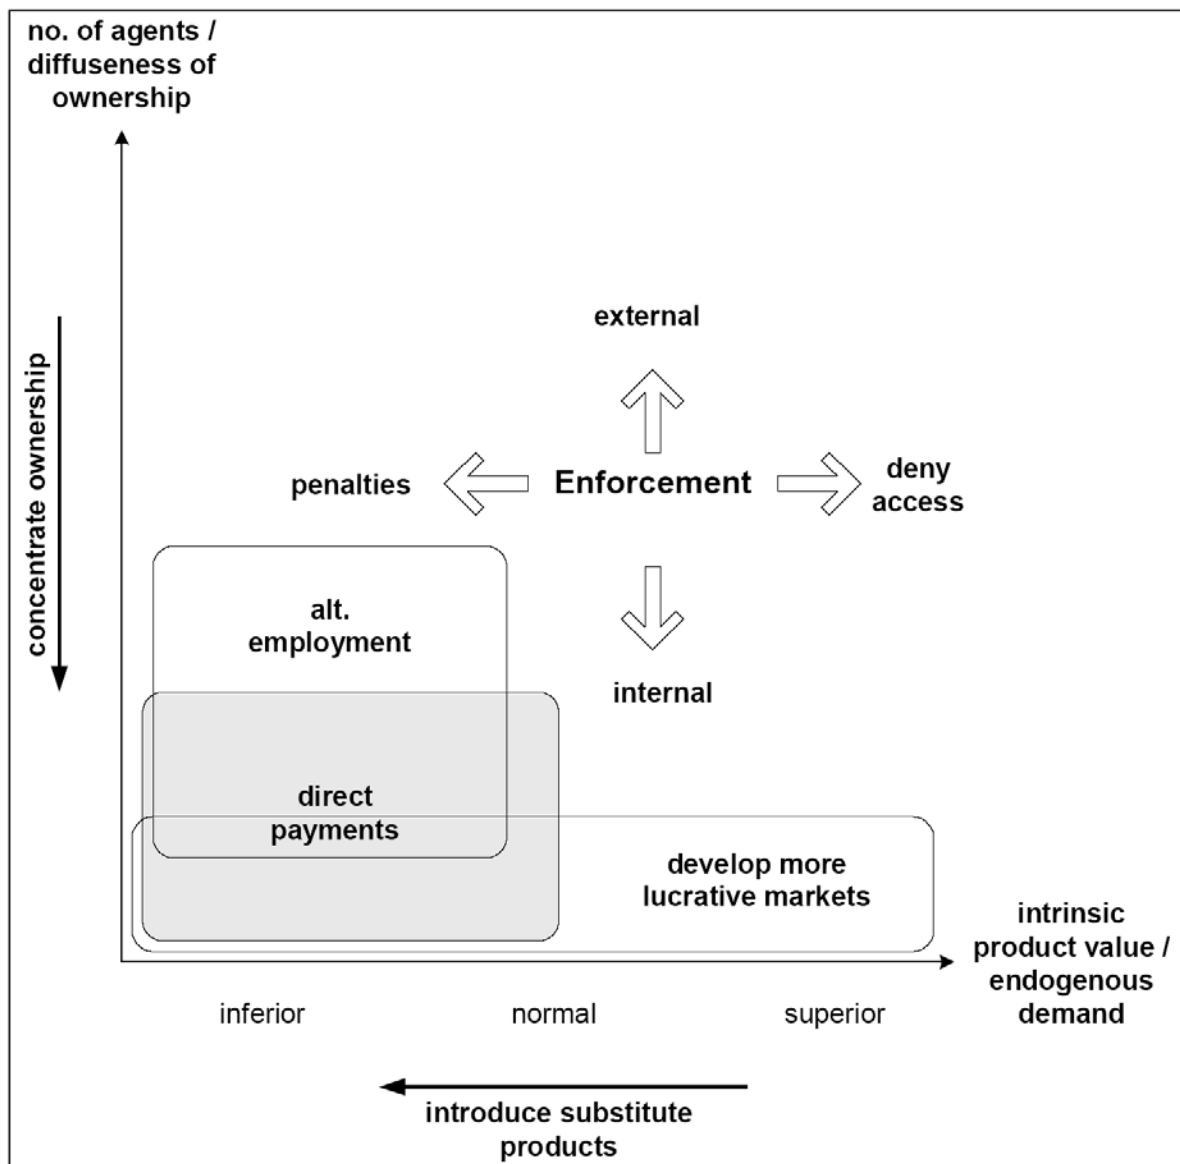 no. of agents /
diffuseness of
ownership
concentrate ownership
external
penalties
Enforcement
deny
access
internal
alt.
employment
direct
payments
develop more
lucrative markets
intrinsic
product value /
endogenous
demand
inferior
normal
superior
introduce substitute
products